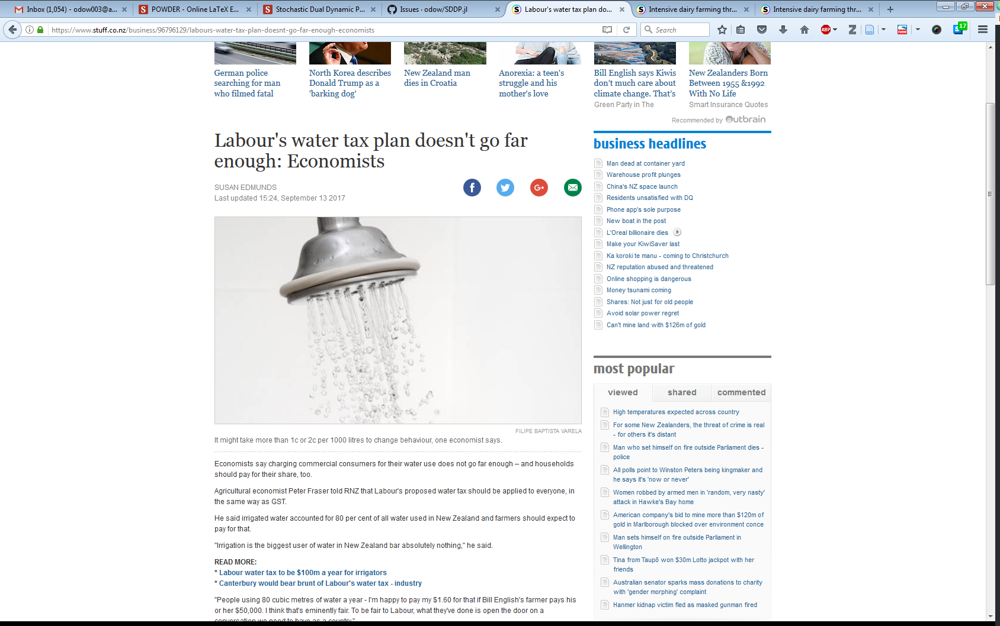 Inbox (1,054) - odow003@a...
POWDER - Online LaTeX E...
Stochastic Dual Dynamic P...
Issues · odow/SDDP.jl
Labour's water tax plan do...
Intensive dairy farming thr...
Intensive dairy farming thr...
https://www.stuff.co.nz/business/96796129/labours-water-tax-plan-doesnt-go-far-enough-economists
Search
ABP
new
17
German police
searching for man
who filmed fatal
North Korea describes
Donald Trump as a
'barking dog'
New Zealand man
dies in Croatia
Anorexia: a teen's
struggle and his
mother's love
Bill English says Kiwis
don't much care about
climate change. That's
Green Party in The
New Zealanders Born
Between 1955 &1992
With No Life
Smart Insurance Quotes
Recommended by Outbrain
Labour's water tax plan doesn't go far
enough: Economists
SUSAN EDMUNDS
Last updated 15:24, September 13 2017
FILIPE BAPTISTA VARELA
It might take more than 1c or 2c per 1000 litres to change behaviour, one economist says.
Economists say charging commercial consumers for their water use does not go far enough – and households
should pay for their share, too.
Agricultural economist Peter Fraser told RNZ that Labour's proposed water tax should be applied to everyone, in
the same way as GST.
He said irrigated water accounted for 80 per cent of all water used in New Zealand and farmers should expect to
pay for that.
"Irrigation is the biggest user of water in New Zealand bar absolutely nothing," he said.
READ MORE:
* Labour water tax to be $100m a year for irrigators
* Canterbury would bear brunt of Labour's water tax - industry
"People using 80 cubic metres of water a year - I'm happy to pay my $1.60 for that if Bill English's farmer pays his
or her $50,000. I think that's eminently fair. To be fair to Labour, what they've done is open the door on a
conversation we need to have as a country."
business headlines
Man dead at container yard
Warehouse profit plunges
China's NZ space launch
Residents unsatisfied with DQ
Phone app's sole purpose
New boat in the post
L'Oreal billionaire dies
Make your KiwiSaver last
Ka koroki te manu - coming to Christchurch
NZ reputation abused and threatened
Online shopping is dangerous
Money tsunami coming
Shares: Not just for old people
Avoid solar power regret
Can't mine land with $126m of gold
most popular
viewed
shared
commented
High temperatures expected across country
For some New Zealanders, the threat of crime is real
- for others it's distant
Man who set himself on fire outside Parliament dies -
police
All polls point to Winston Peters being kingmaker and
he says it's 'now or never'
Women robbed by armed men in 'random, very nasty'
attack in Hawke's Bay home
American company's bid to mine more than $120m of
gold in Marlborough blocked over environment conce
Man sets himself on fire outside Parliament in
Wellington
Tina from Taupō won $30m Lotto jackpot with her
friends
Australian senator sparks mass donations to charity
with 'gender morphing' complaint
Hanmer kidnap victim fled as masked gunman fired